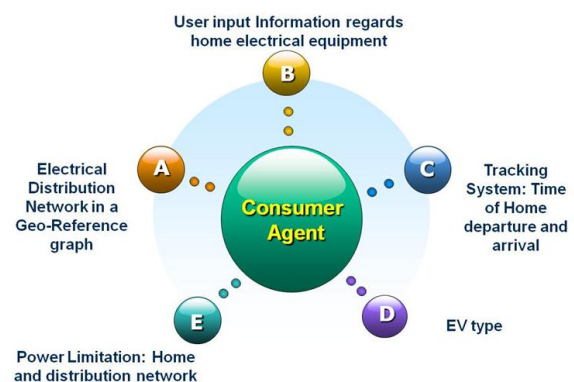 User input Information regards
home electrical equipment
B
A
Electrical
Distribution
Network in a
Geo-Reference
graph
Consumer
Agent
C
Tracking
System: Time
of Home
departure and
arrival
D
EV type
E
Power Limitation: Home
and distribution network